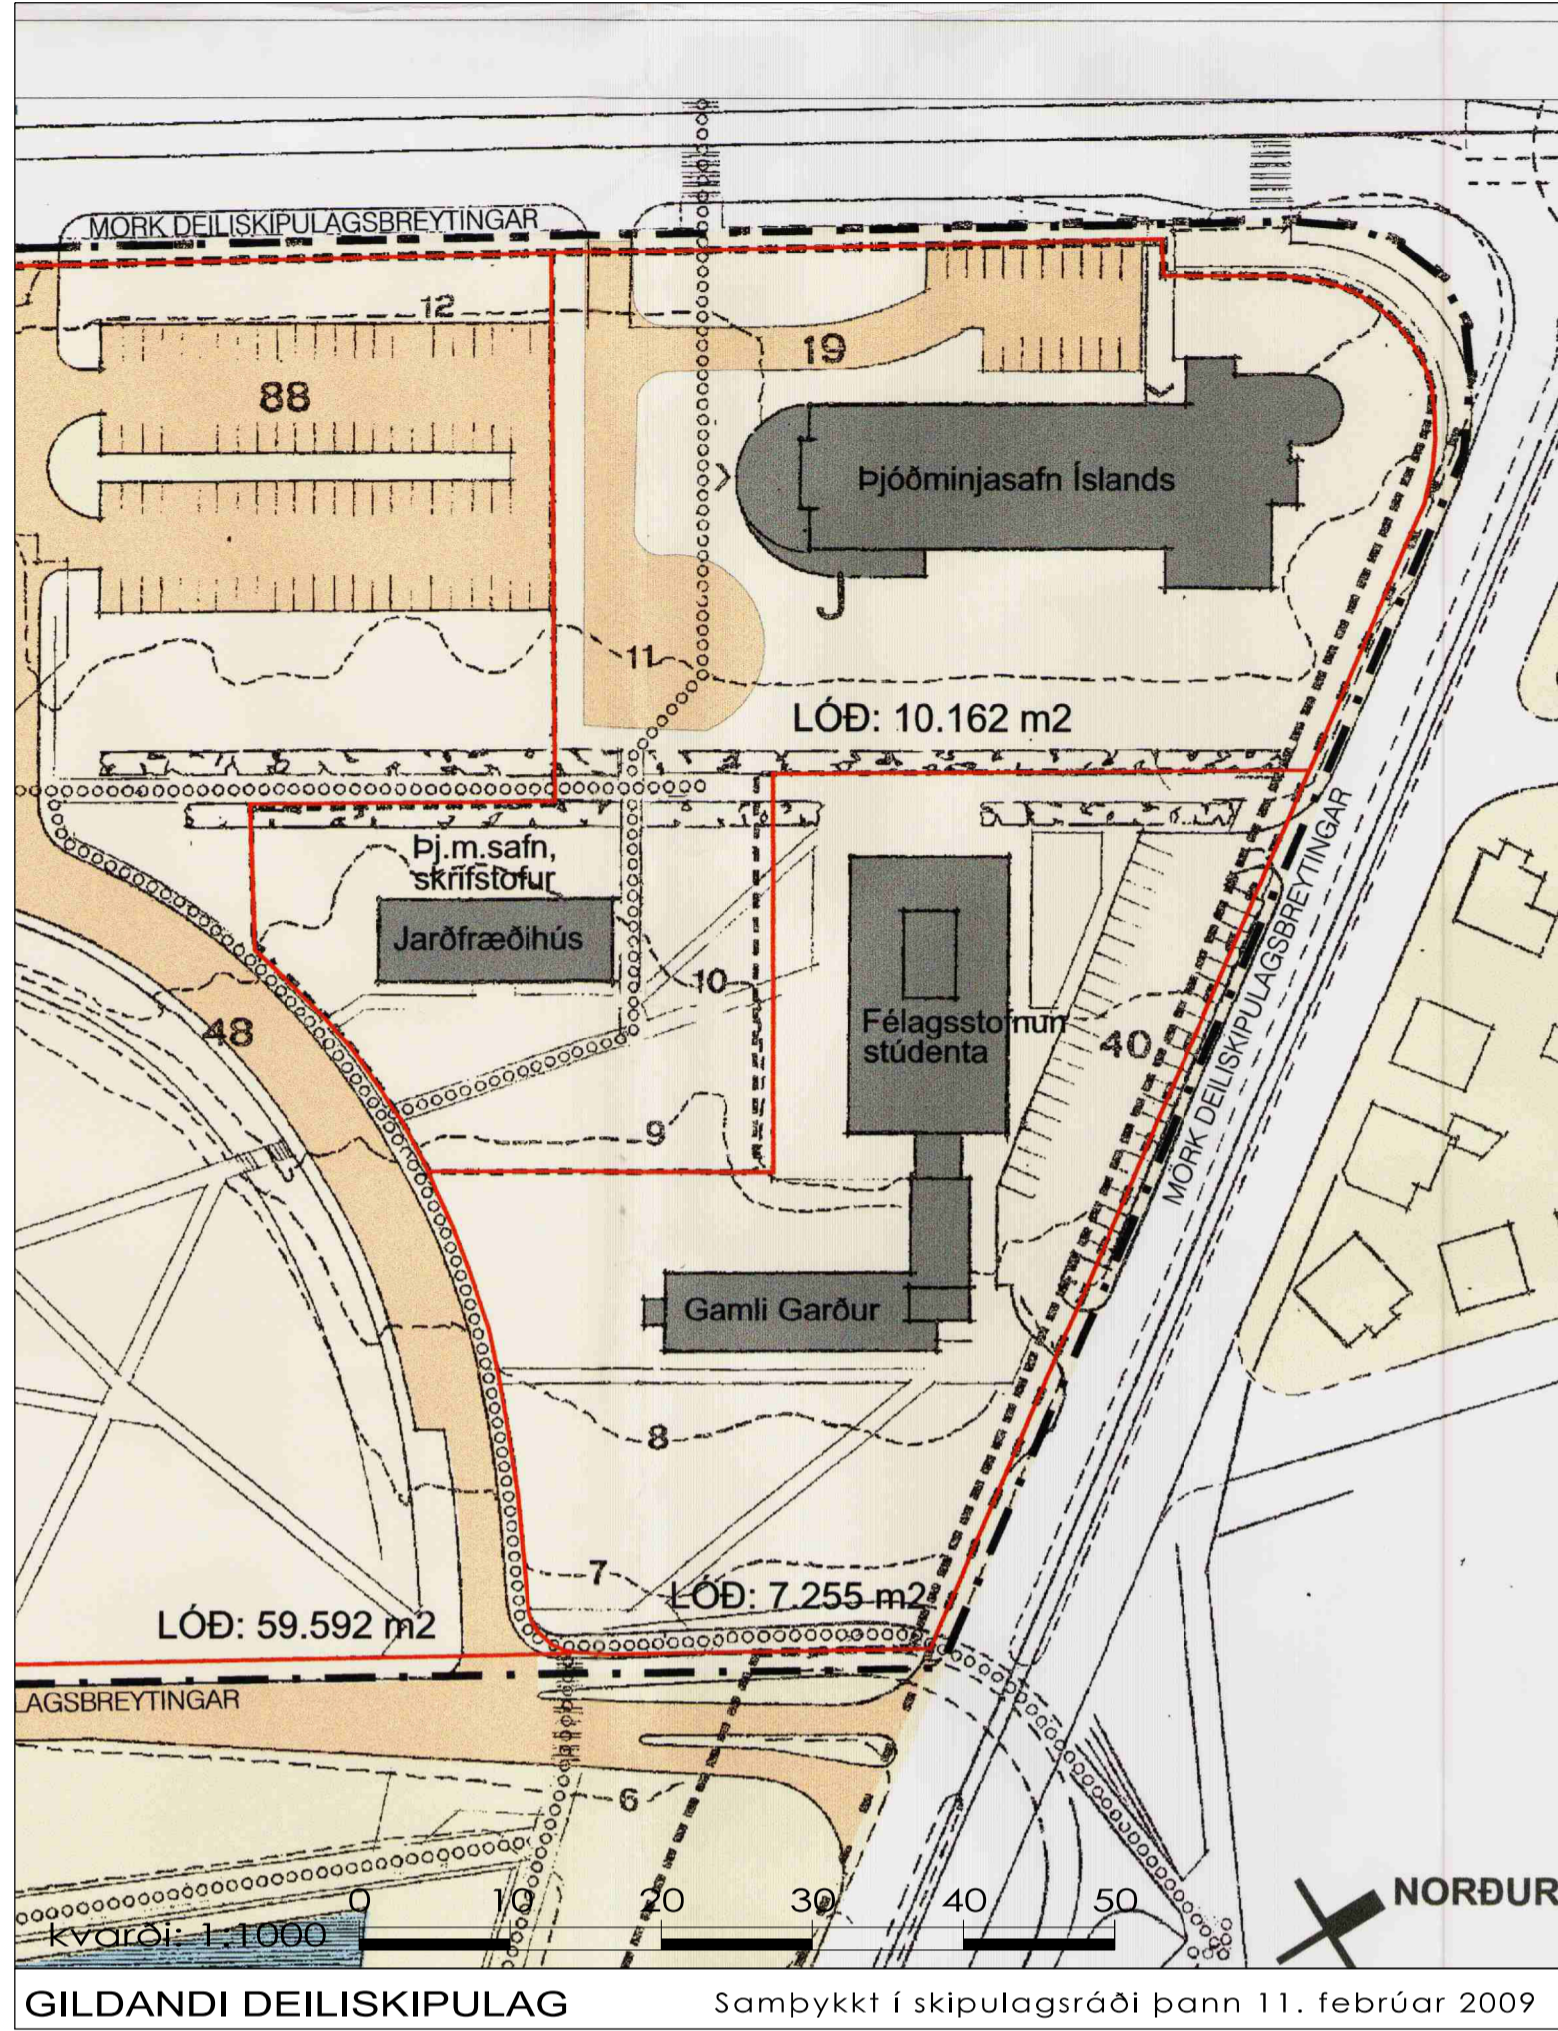 MÖRK DEILISKIPULAGSBREYTINGAR
12
19
88
Þjóðminjasafn Íslands
J
11
LÓÐ: 10.162 m2
MÖRK DEILISKIPULAGSBREYTINGAR
Þj.m.safn,
skrifstofur
Jarðfræðihús
10
48
Félagsstofnun
stúdenta
40
9
Gamli Garður
8
7
LÓÐ: 7.255 m2
LÓÐ: 59.592 m2
LAGSBREYTINGAR
6
0 10 20 30 40 50
kvarði: 1:1000
NORÐUR
GILDANDI DEILISKIPULAG
Samþykkt í skipulagsráði þann 11. febrúar 2009